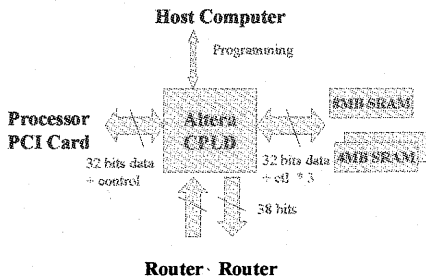 Host Computer
Programming
Processor
PCI Card
Altera
CPLD
8MB SRAM
4MB SRAM
32 bits data
+ control
32 bits data
+ ctl * 3
38 bits
Router Router